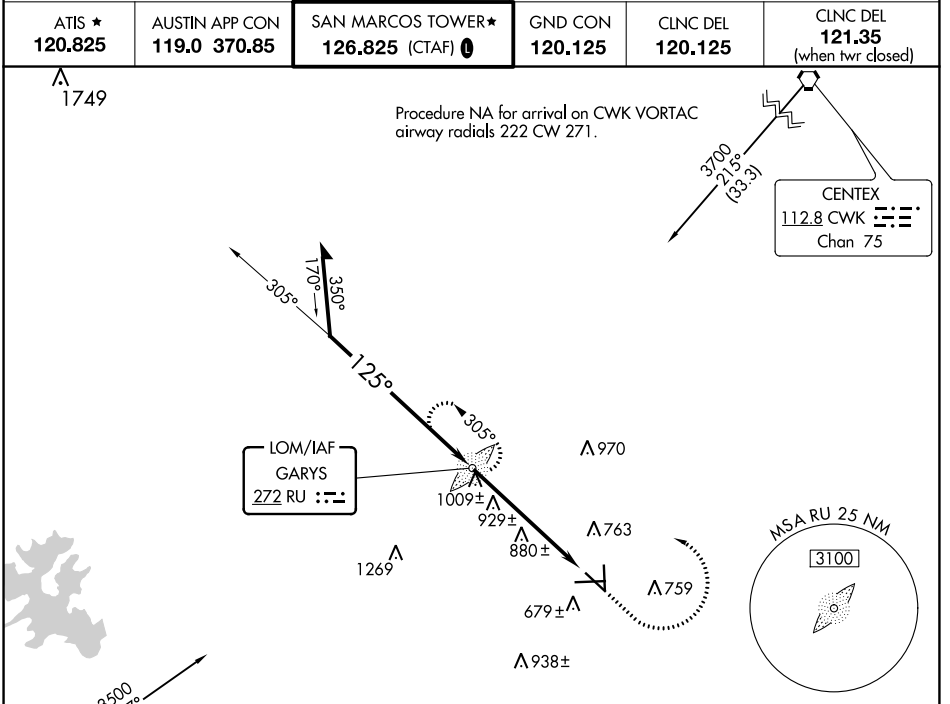 ATIS ★
120.825
AUSTIN APP CON
119.0 370.85
SAN MARCOS TOWER★
126.825 (CTAF) L
GND CON
120.125
CLNC DEL
120.125
CLNC DEL
121.35
(when twr closed)
1749
Procedure NA for arrival on CWK VORTAC
airway radials 222 CW 271.
3700
215°
(33.3)
CENTEX
112.8 CWK
Chan 75
305°
170°
350°
125°
305°
LOM/IAF
GARYS
272 RU
970
1009±
929±
880±
763
1269
759
679±
938±
MSA RU 25 NM
3100
3500